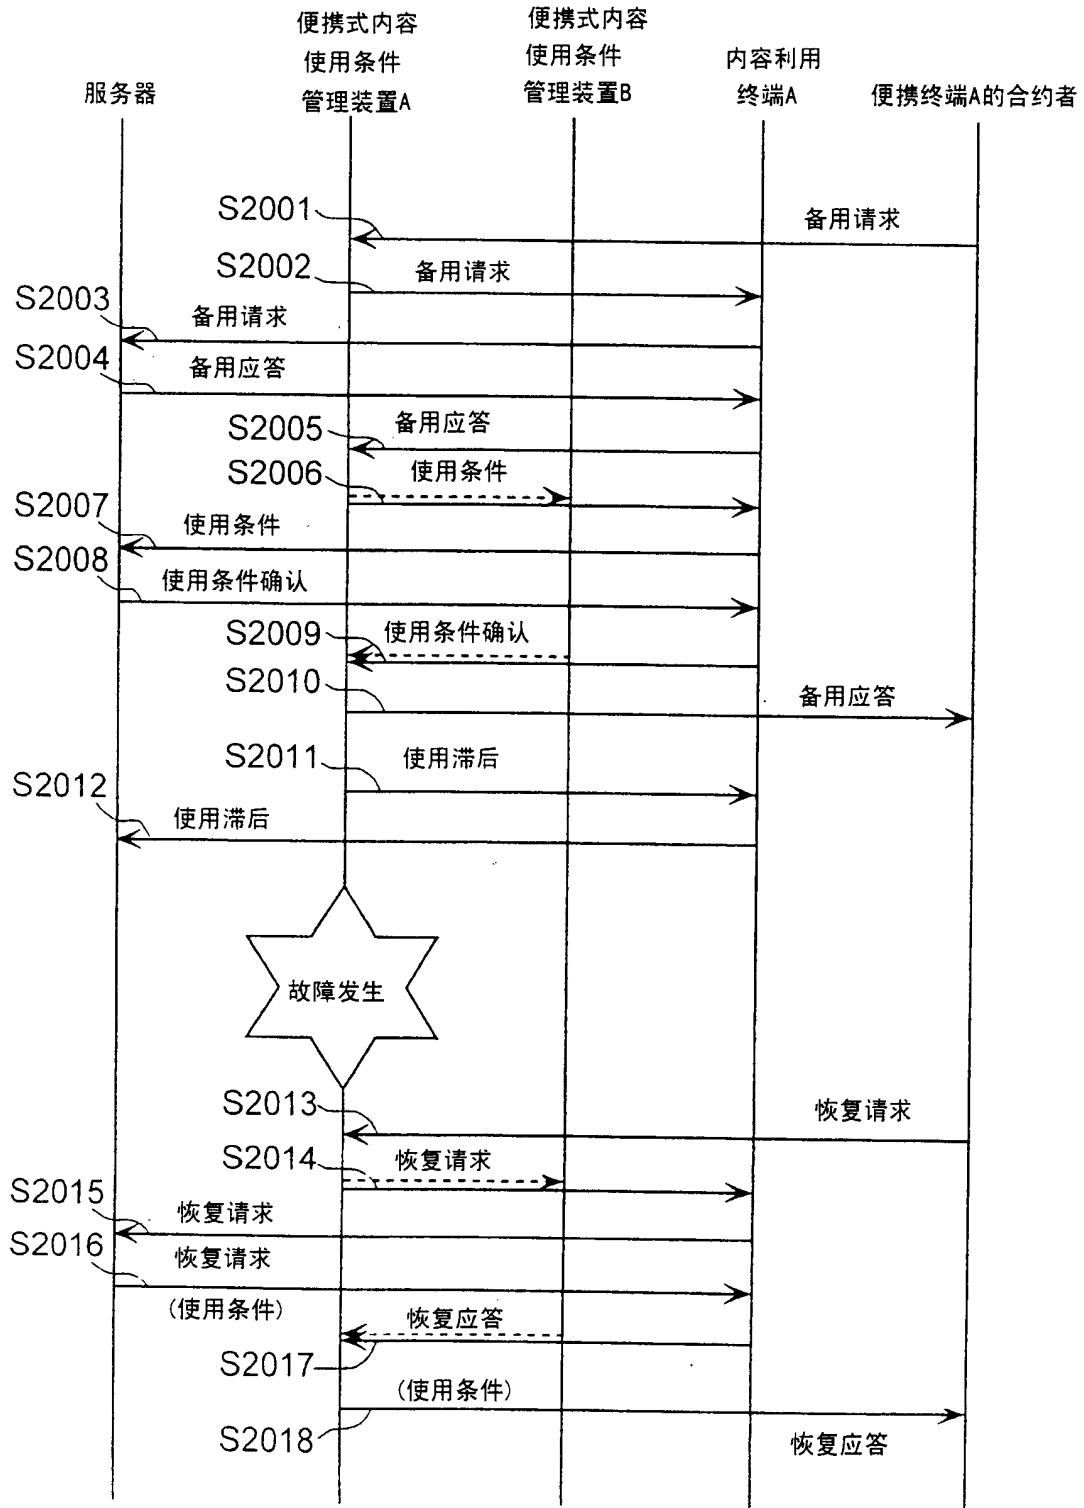 便携式内容
使用条件
管理装置A
便携式内容
使用条件
管理装置B
内容利用
终端A
服务器
便携终端A的合约者
S2001
备用请求
S2002
备用请求
S2003
备用请求
S2004
备用应答
S2005
备用应答
S2006
使用条件
S2007
使用条件
S2008
使用条件确认
S2009
使用条件确认
S2010
备用应答
S2011
使用滞后
S2012
使用滞后
故障发生
S2013
恢复请求
S2014
恢复请求
S2015
恢复请求
S2016
恢复请求
(使用条件)
恢复应答
S2017
(使用条件)
S2018
恢复应答